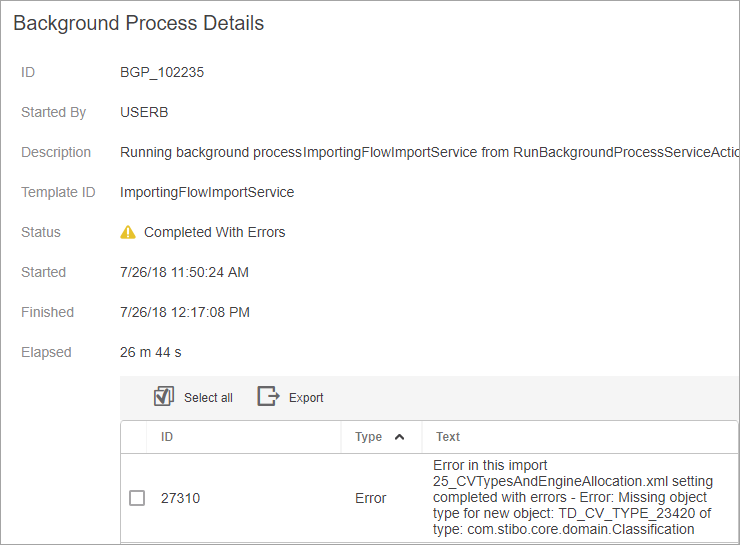 Background Process Details
ID BGP_102235
Started By USERB
Description Running background processImportingFlowImportService from RunBackgroundProcessServiceActio
Template ID ImportingFlowImportService
Status Completed With Errors
Started 7/26/18 11:50:24 AM
Finished 7/26/18 12:17:08 PM
Elapsed 26 m 44 s
Select all Export
ID Type Text
Error in this import
25_CVTypesAndEngineAllocation.xml setting
27310 Error completed with errors - Error: Missing object
type for new object: TD_CV_TYPE_23420 of
type: com.stibo.core.domain.Classification